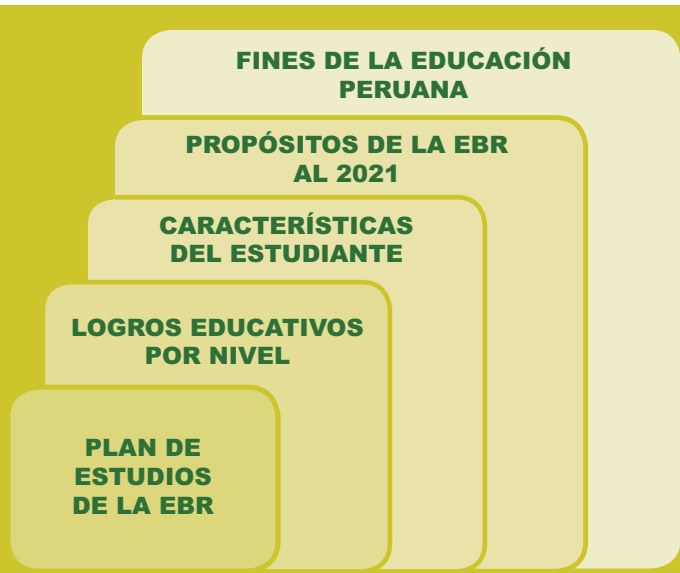 FINES DE LA EDUCACIÓN
PERUANA
PROPÓSITOS DE LA EBR
AL 2021
CARACTERÍSTICAS
DEL ESTUDIANTE
LOGROS EDUCATIVOS
POR NIVEL
PLAN DE
ESTUDIOS
DE LA EBR